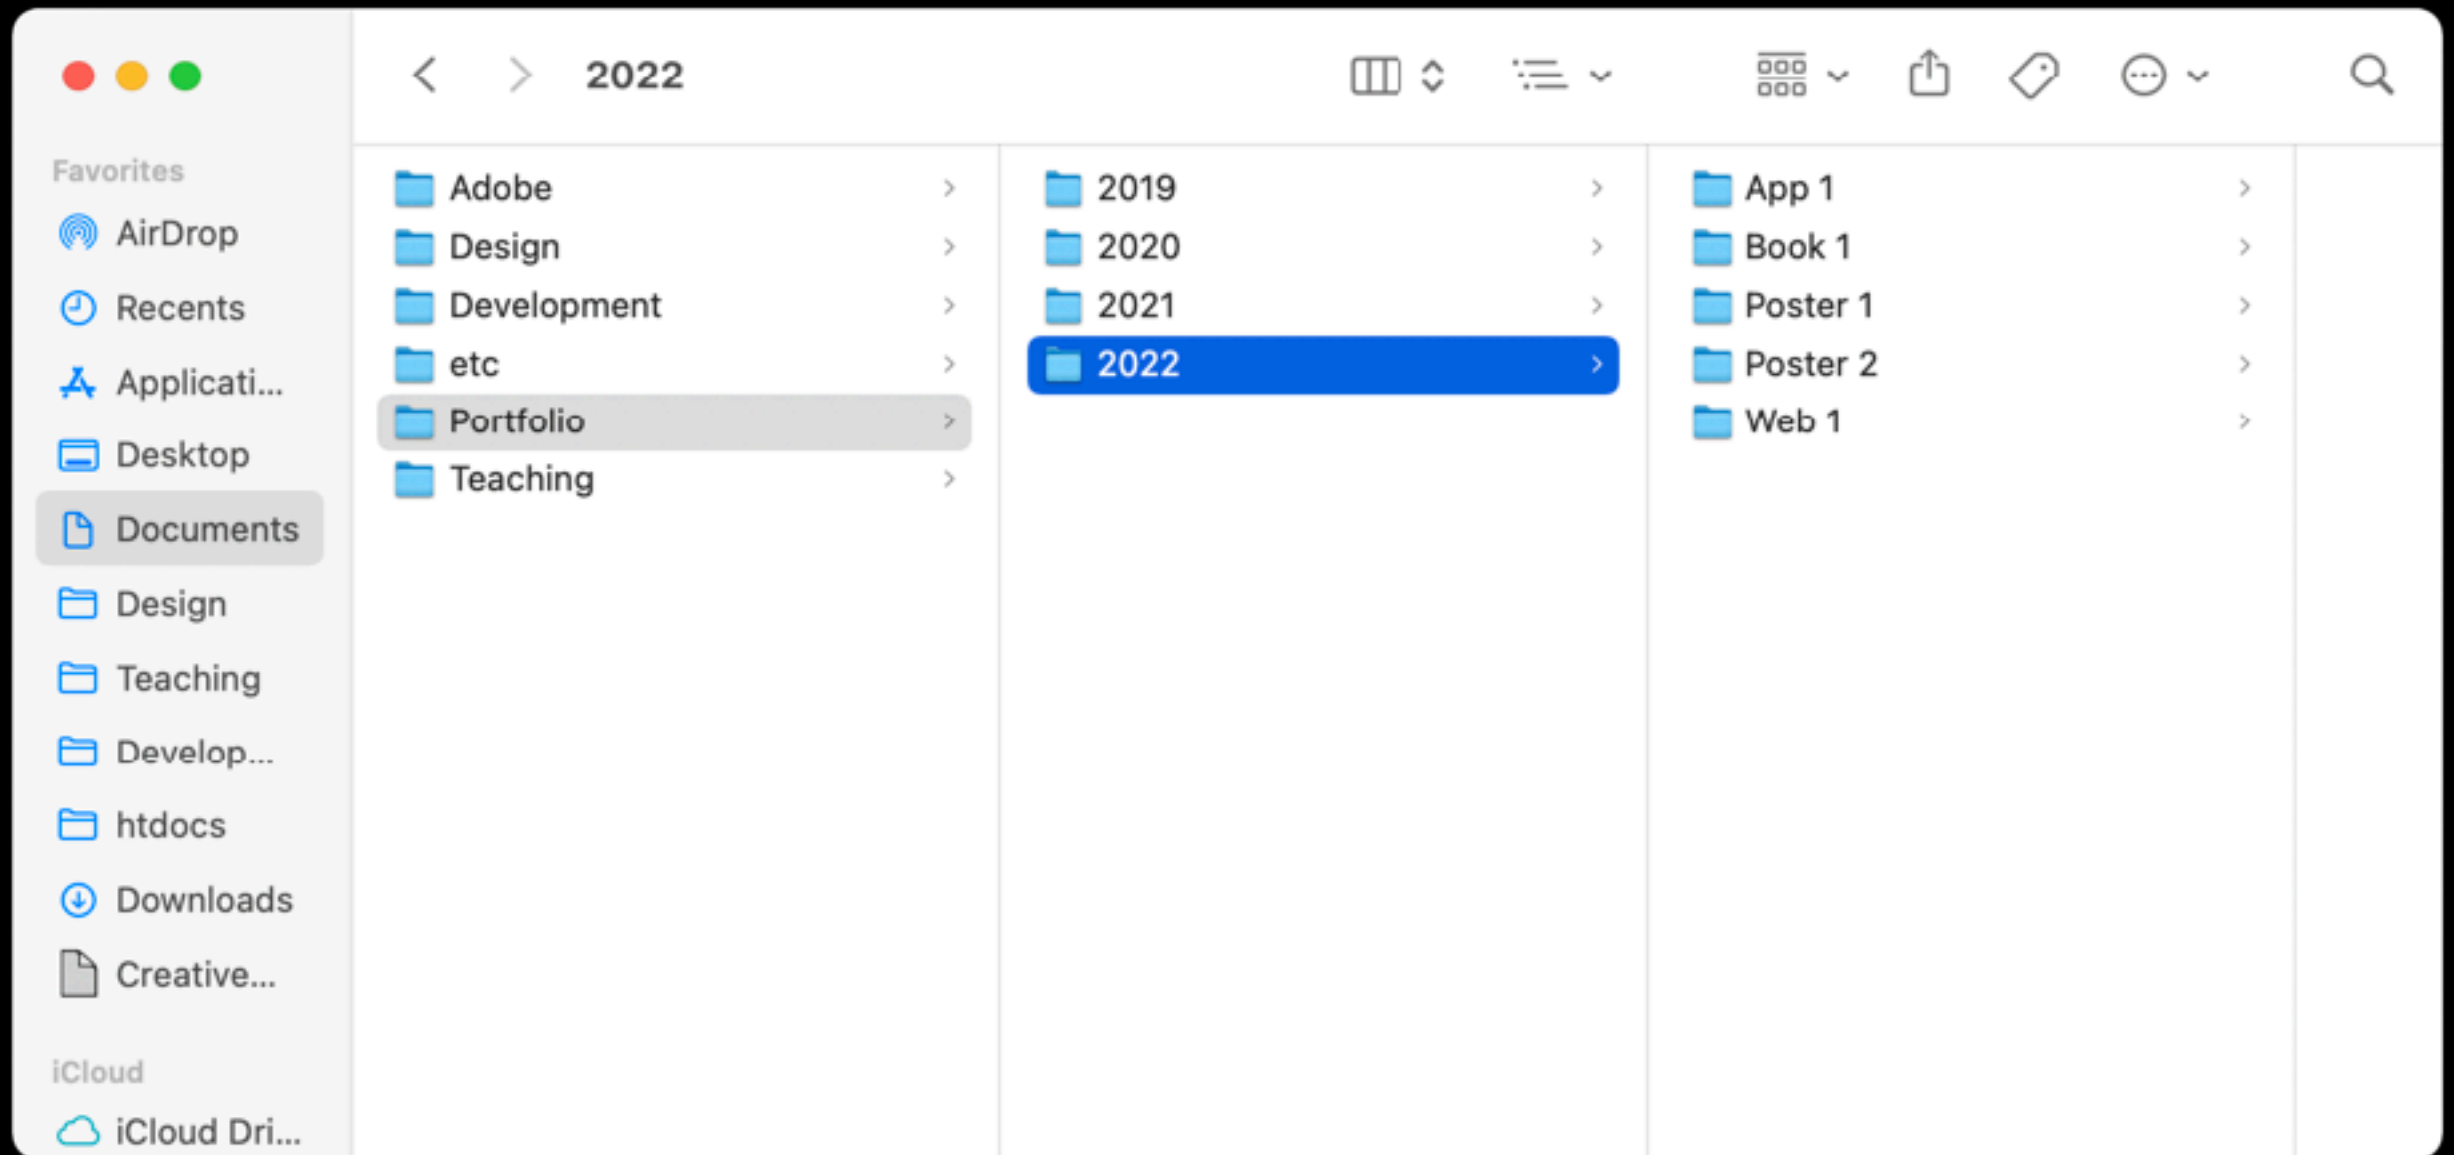 2022
Favorites
AirDrop
Recents
Applicati...
Desktop
Documents
Design
Teaching
Develop...
htdocs
Downloads
Creative...
iCloud
iCloud Dri...
Adobe
Design
Development
etc
Portfolio
Teaching
2019
2020
2021
2022
App 1
Book 1
Poster 1
Poster 2
Web 1